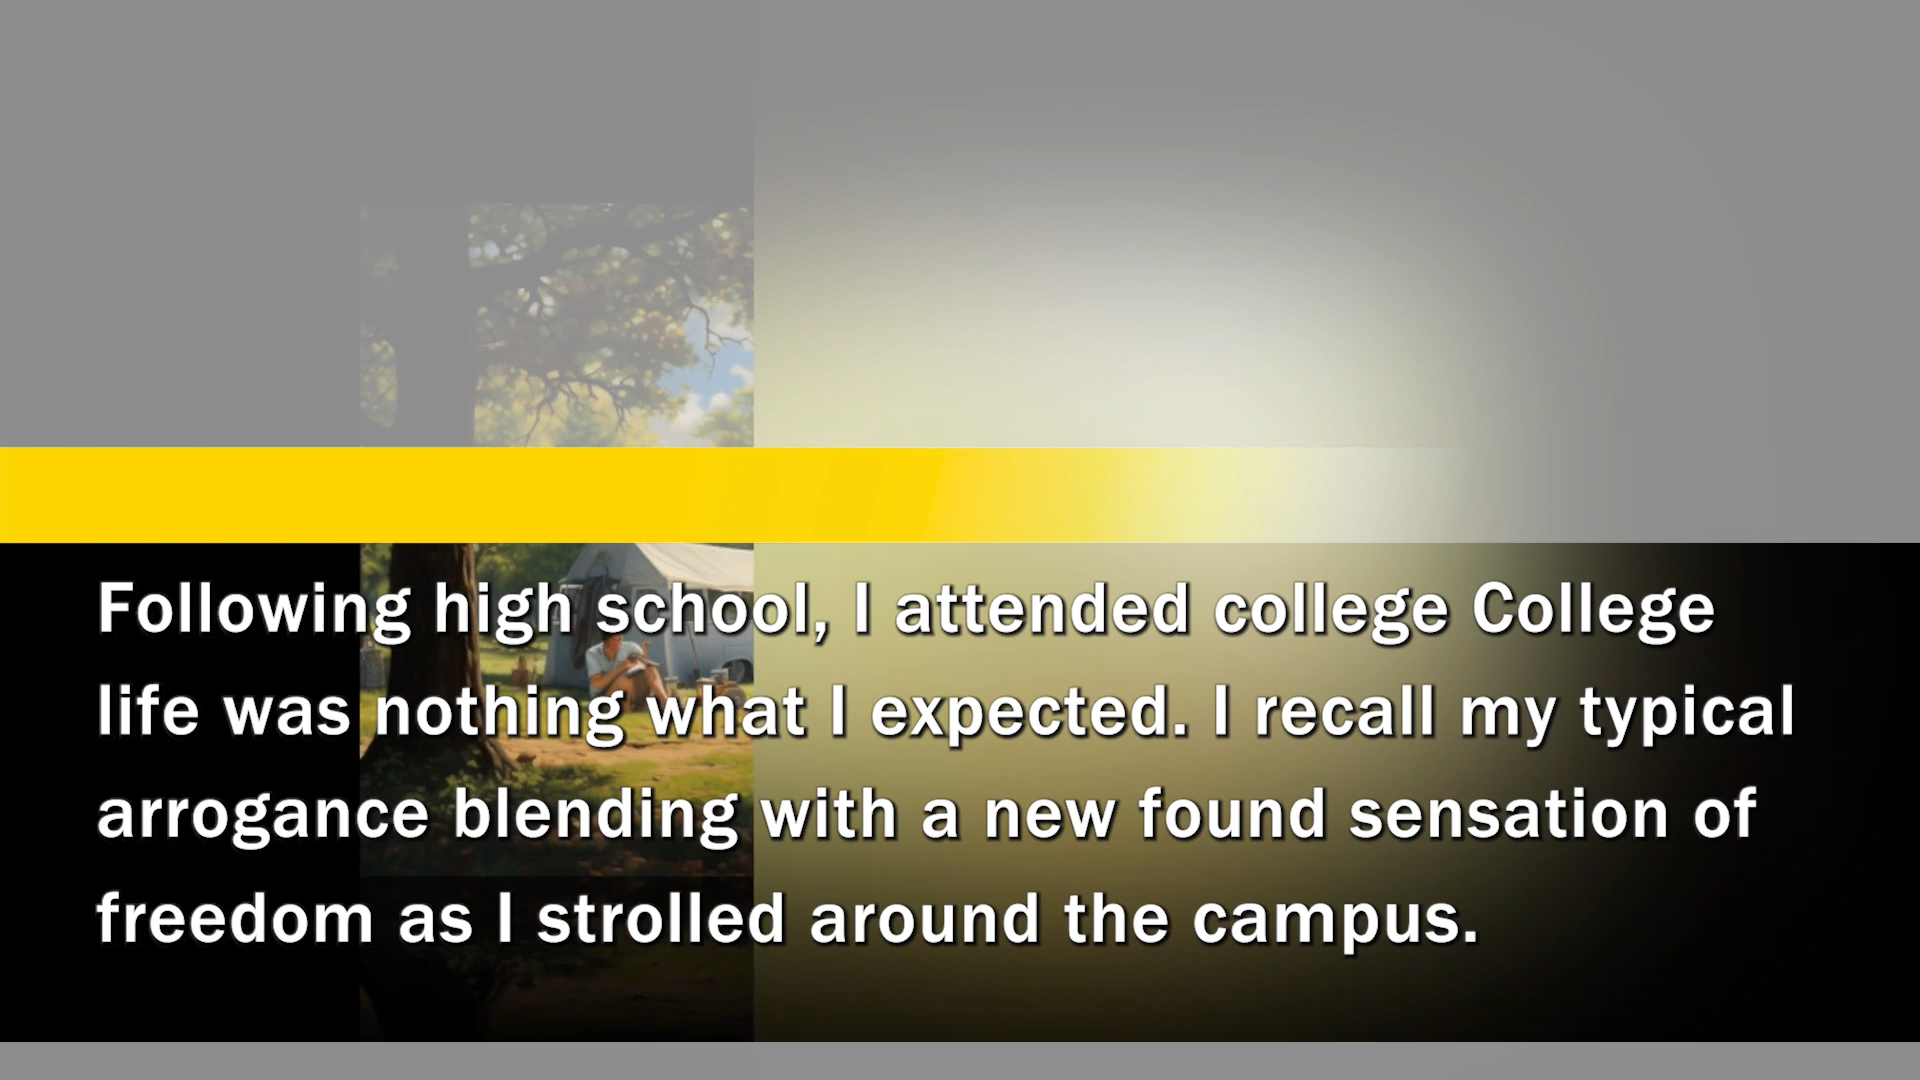 Following high school, I attended college College
life was nothing what I expected. I recall my typical
arrogance blending with a new found sensation of
freedom as I strolled around the campus.